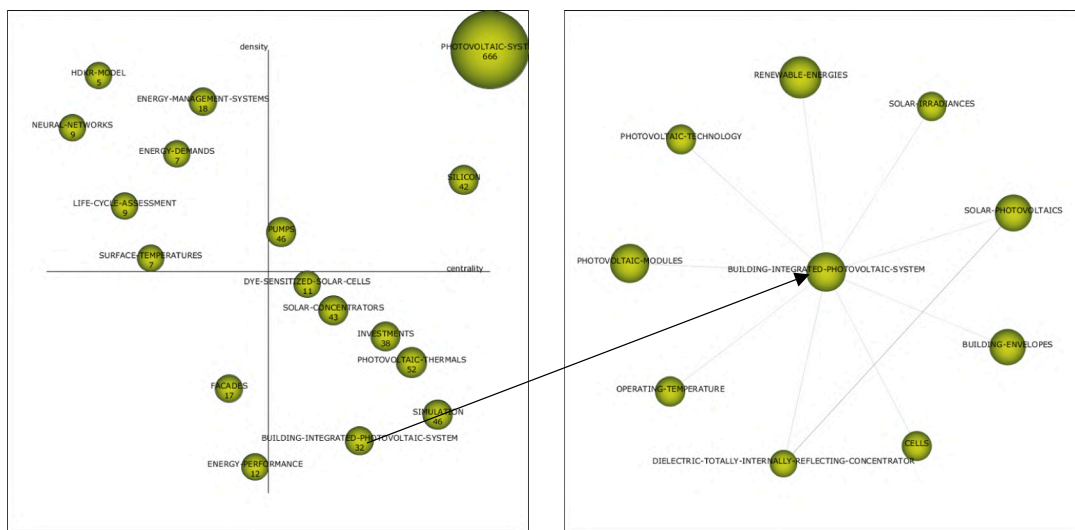 density
PHOTOVOLTAIC-SYST
666
HDKR-MODEL
5
ENERGY-MANAGEMENT-SYSTEMS
18
NEURAL-NETWORKS
9
ENERGY-DEMANDS
7
SILICON
42
LIFE-CYCLE-ASSESSMENT
9
PUMPS
46
SURFACE-TEMPERATURES
7
centrality
DYE-SENSITIZED-SOLAR-CELLS
11
SOLAR-CONCENTRATORS
43
INVESTMENTS
38
PHOTOVOLTAIC-THERMALS
52
FACADES
17
SIMULATION
46
BUILDING-INTEGRATED-PHOTOVOLTAIC-SYSTEM
32
ENERGY-PERFORMANCE
12
RENEWABLE-ENERGIES
SOLAR-IRRADIANCES
PHOTOVOLTAIC-TECHNOLOGY
SOLAR-PHOTOVOLTAICS
PHOTOVOLTAIC-MODULES
BUILDING-INTEGRATED-PHOTOVOLTAIC-SYSTEM
BUILDING-ENVELOPES
OPERATING-TEMPERATURE
CELLS
DIELECTRIC-TOTALLY-INTERNALLY-REFLECTING-CONCENTRATOR